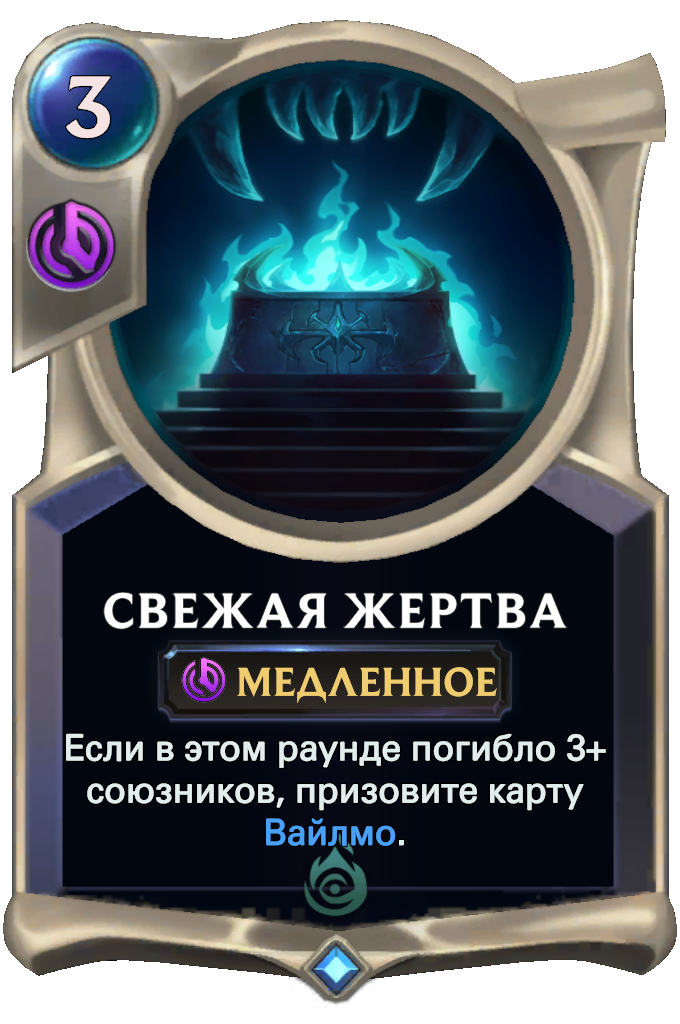 3
СВЕЖАЯ ЖЕРТВА
МЕДЛЕННОЕ
Если в этом раунде погибло 3+
союзников, призовите карту
Вайлмо.